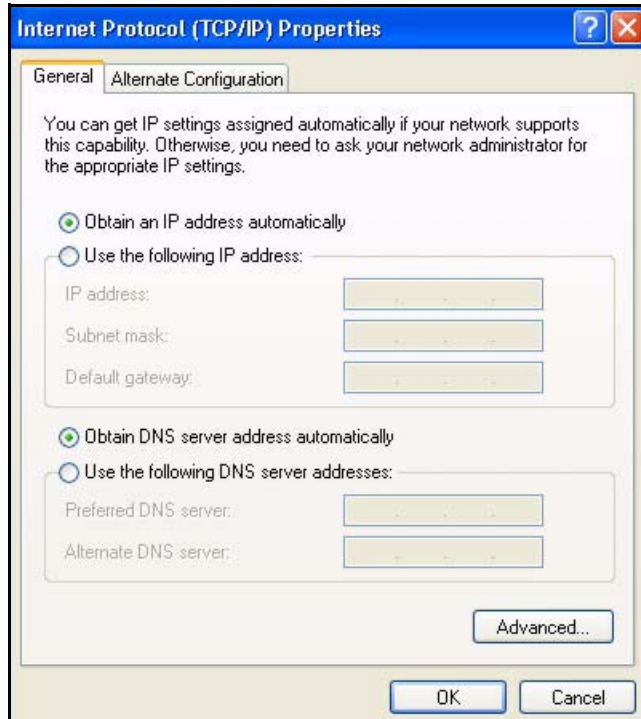 Internet Protocol (TCP/IP) Properties
General
Alternate Configuration
You can get IP settings assigned automatically if your network supports
this capability. Otherwise, you need to ask your network administrator for
the appropriate IP settings.
Obtain an IP address automatically
Use the following IP address:
IP address:
Subnet mask:
Default gateway:
Obtain DNS server address automatically
Use the following DNS server addresses:
Preferred DNS server:
Alternate DNS server:
Advanced...
OK
Cancel